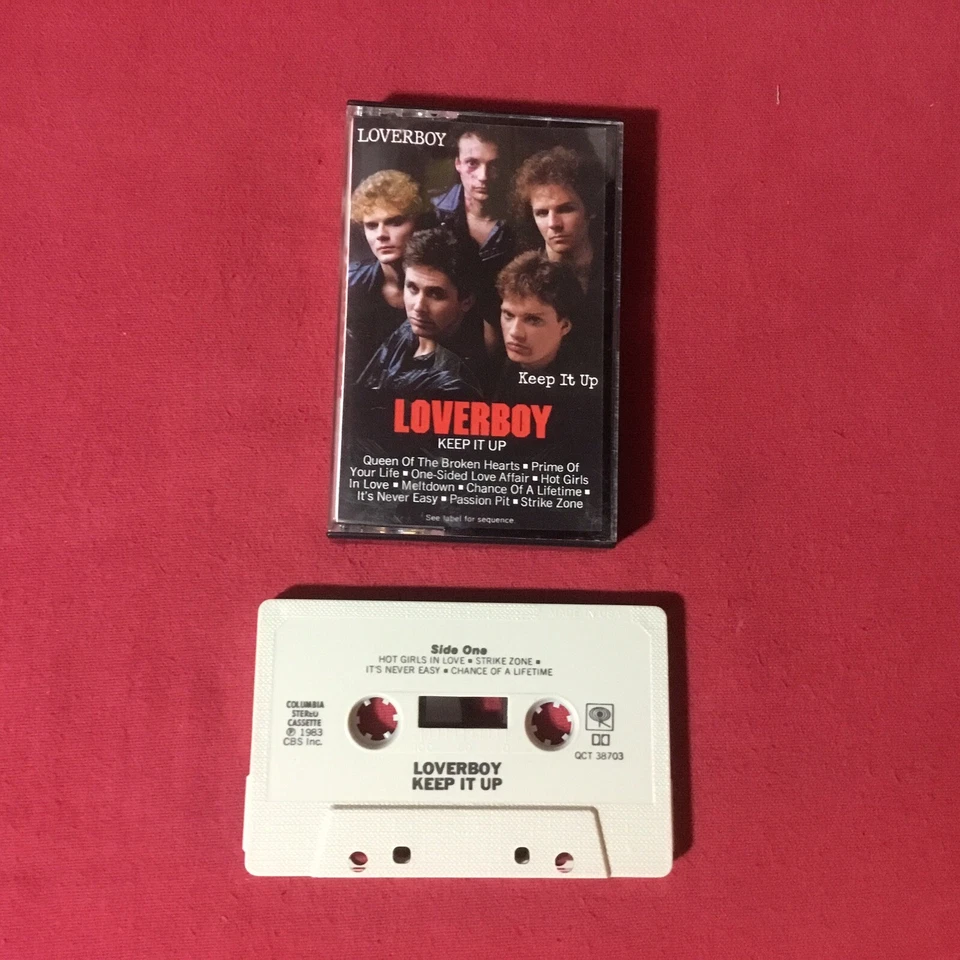 LOVERBOY
Keep It Up
LOVERBOY
KEEP IT UP
Queen Of The Broken Hearts ▪ Prime Of
Your Life ▪ One-Sided Love Affair ▪ Hot Girls
In Love ▪ Meltdown ▪ Chance Of A Lifetime ▪
It's Never Easy ▪ Passion Pit ▪ Strike Zone
See label for sequence
Side One
HOT GIRLS IN LOVE ▪ STRIKE ZONE ▪
IT'S NEVER EASY ▪ CHANCE OF A LIFETIME
COLUMBIA
STEREO
CASSETTE
℗ 1983
CBS Inc.
QCT 38703
LOVERBOY
KEEP IT UP